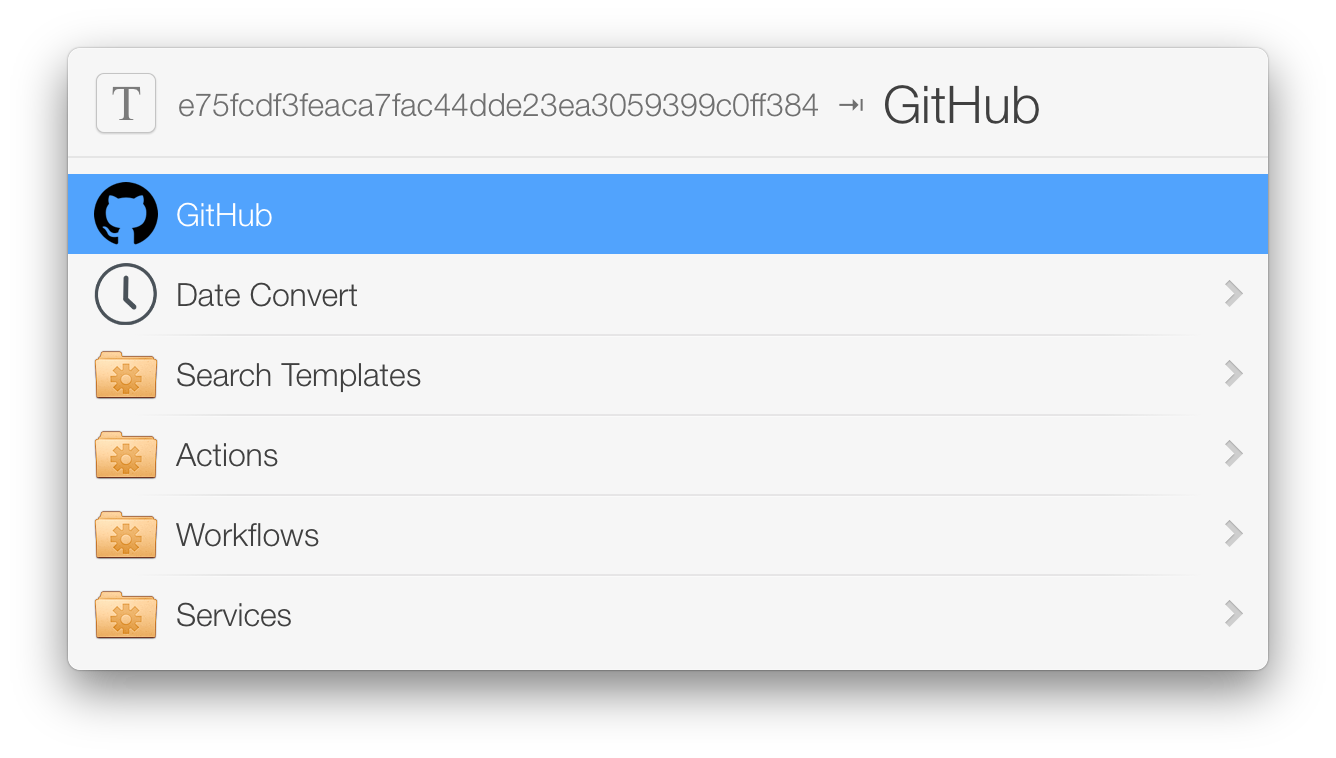 T e75fcdf3feaca7fac44dde23ea3059399c0ff384 ⇥ GitHub
GitHub
Date Convert
Search Templates
Actions
Workflows
Services